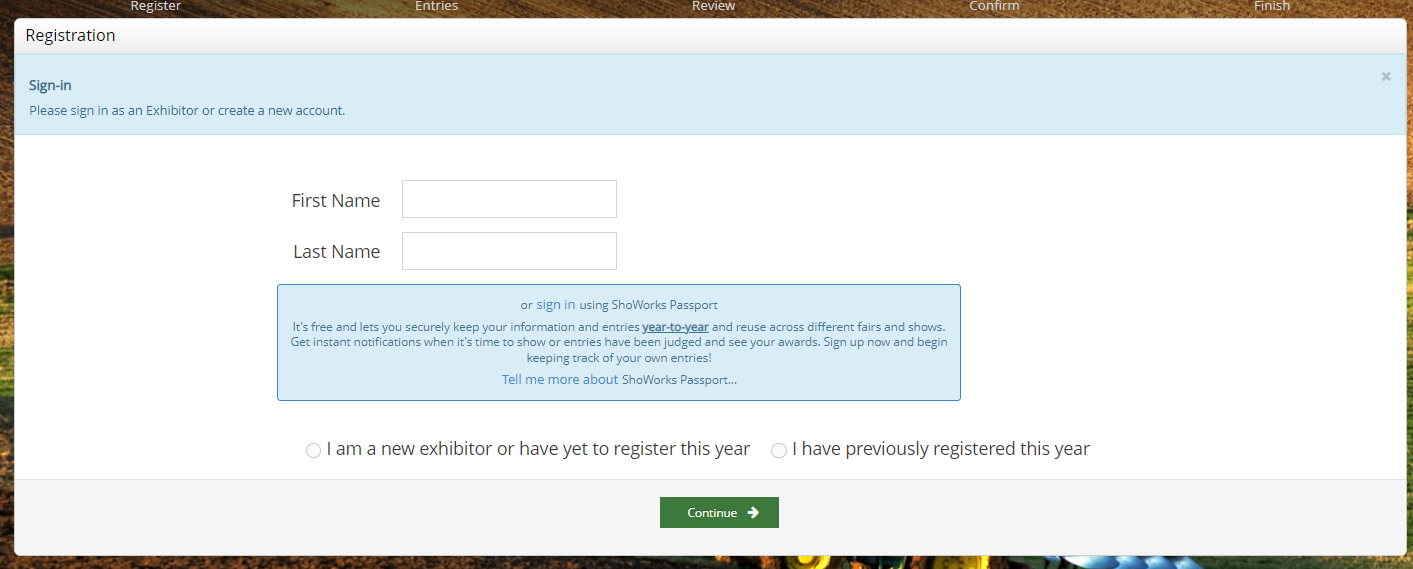 Register Entries Review Confirm Finish
Registration
Sign-in
×
Please sign in as an Exhibitor or create a new account.
First Name
Last Name
or sign in using ShoWorks Passport
It's free and lets you securely keep your information and entries year-to-year and reuse across different fairs and shows.
Get instant notifications when it's time to show or entries have been judged and see your awards. Sign up now and begin
keeping track of your own entries!
Tell me more about ShoWorks Passport...
I am a new exhibitor or have yet to register this year I have previously registered this year
Continue